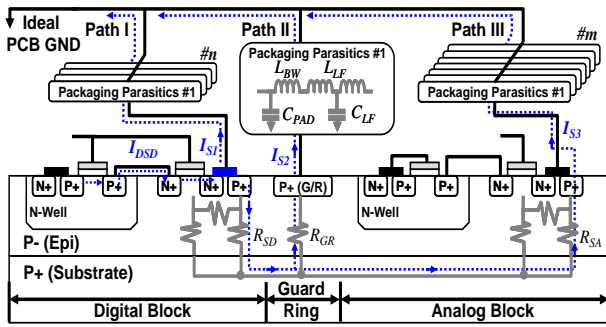 Ideal
PCB GND
Path I
Path II
Path III
#n
#m
Packaging Parasitics #1
Packaging Parasitics #1
L_BW
L_LF
C_PAD
C_LF
Packaging Parasitics #1
I_DSD
I_S1
I_S2
I_S3
N+ P+ P+ N+ N+ P+ P+ (G/R) N+ P+ P+ N+ N+ P+
N-Well
N-Well
R_SD
R_GR
R_SA
P- (Epi)
P+ (Substrate)
Digital Block
Guard
Ring
Analog Block